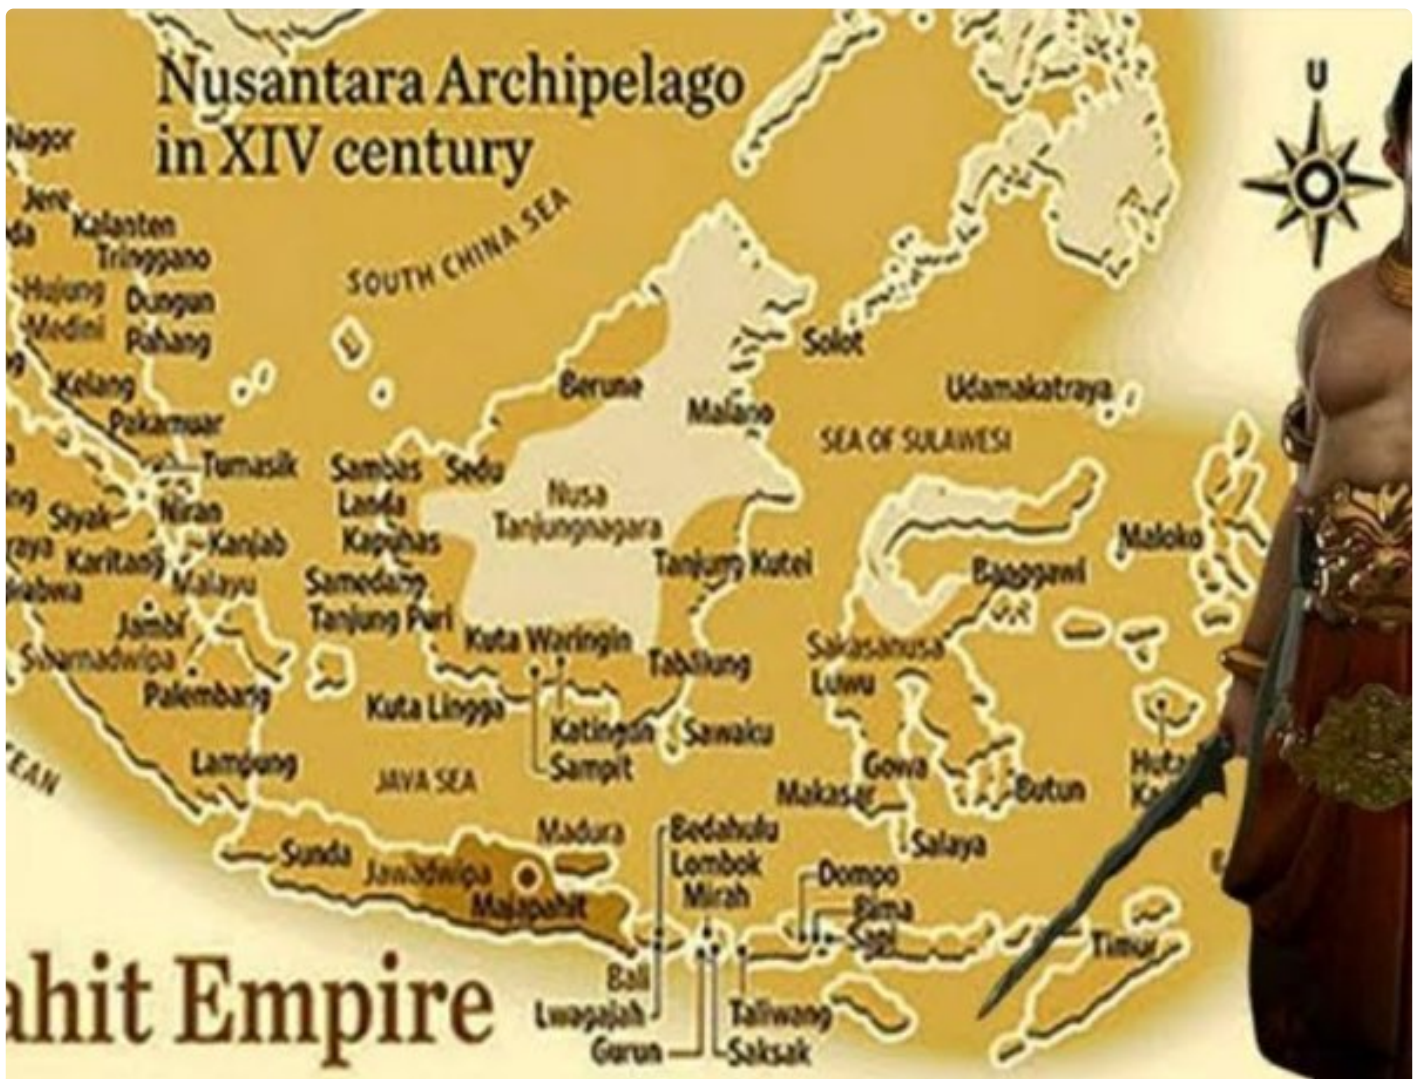 Nusantara Archipelago
in XIV century
U
SOUTH CHINA SEA
Nagor
Jere
da
Kalanten
Tringgano
Hujung
Medini
Dungun
Pahang
Kelang
Pakamuar
Tumasik
Siyak
Niran
Kanjab
Karitang
Malayu
Jambi
Swarnadwipa
Palembang
Lampung
Berune
Solot
Malano
Udamakatraya
SEA OF SULAWESI
Sambas
Sedu
Landa
Kapuhas
Samedang
Tanjung Puri
Nusa
Tanjungnagara
Tanjung Kutei
Kuta Waringin
Tabalung
Kuta Lingga
Katingan
Sampit
Sawaku
Maloko
Banggawi
Sakasanusa
Luwu
Gowa
Makasar
Butun
Salaya
JAVA SEA
EAN
Sunda
Jawadwipa
Majapahit
Madura
Bedahulu
Lombok
Mirah
Dompo
Bima
Timur
Bali
Lwagajah
Gurun
Taliwang
Saksak
ahit Empire